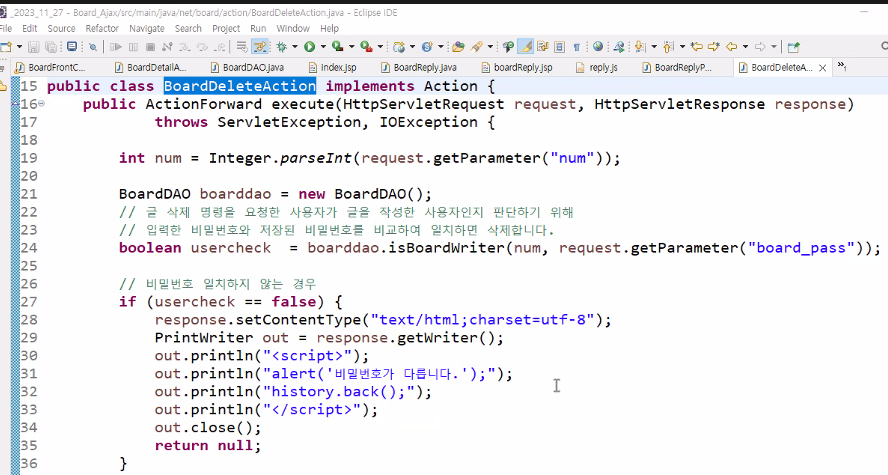 _2023_11_27 - Board_Ajax/src/main/java/net/board/action/BoardDeleteAction.java - Eclipse IDE
File Edit Source Refactor Navigate Search Project Run Window Help
BoardFrontC... BoardDetailA... BoardDAO.java Index.jsp BoardReply.java boardReply.jsp reply.js BoardReplyP... BoardDeleteA...
15 public class BoardDeleteAction implements Action {
16 public ActionForward execute(HttpServletRequest request, HttpServletResponse response)
17 throws ServletException, IOException {
18
19 int num = Integer.parseInt(request.getParameter("num"));
20
21 BoardDAO boarddao = new BoardDAO();
22 // 글 삭제 명령을 요청한 사용자가 글을 작성한 사용자인지 판단하기 위해
23 // 입력한 비밀번호와 저장된 비밀번호를 비교하여 일치하면 삭제합니다.
24 boolean usercheck = boarddao.isBoardWriter(num, request.getParameter("board_pass"));
25
26 // 비밀번호 일치하지 않는 경우
27 if (usercheck == false) {
28 response.setContentType("text/html;charset=utf-8");
29 PrintWriter out = response.getWriter();
30 out.println("<script>");
31 out.println("alert('비밀번호가 다릅니다.');");
32 out.println("history.back();");
33 out.println("</script>");
34 out.close();
35 return null;
36 }